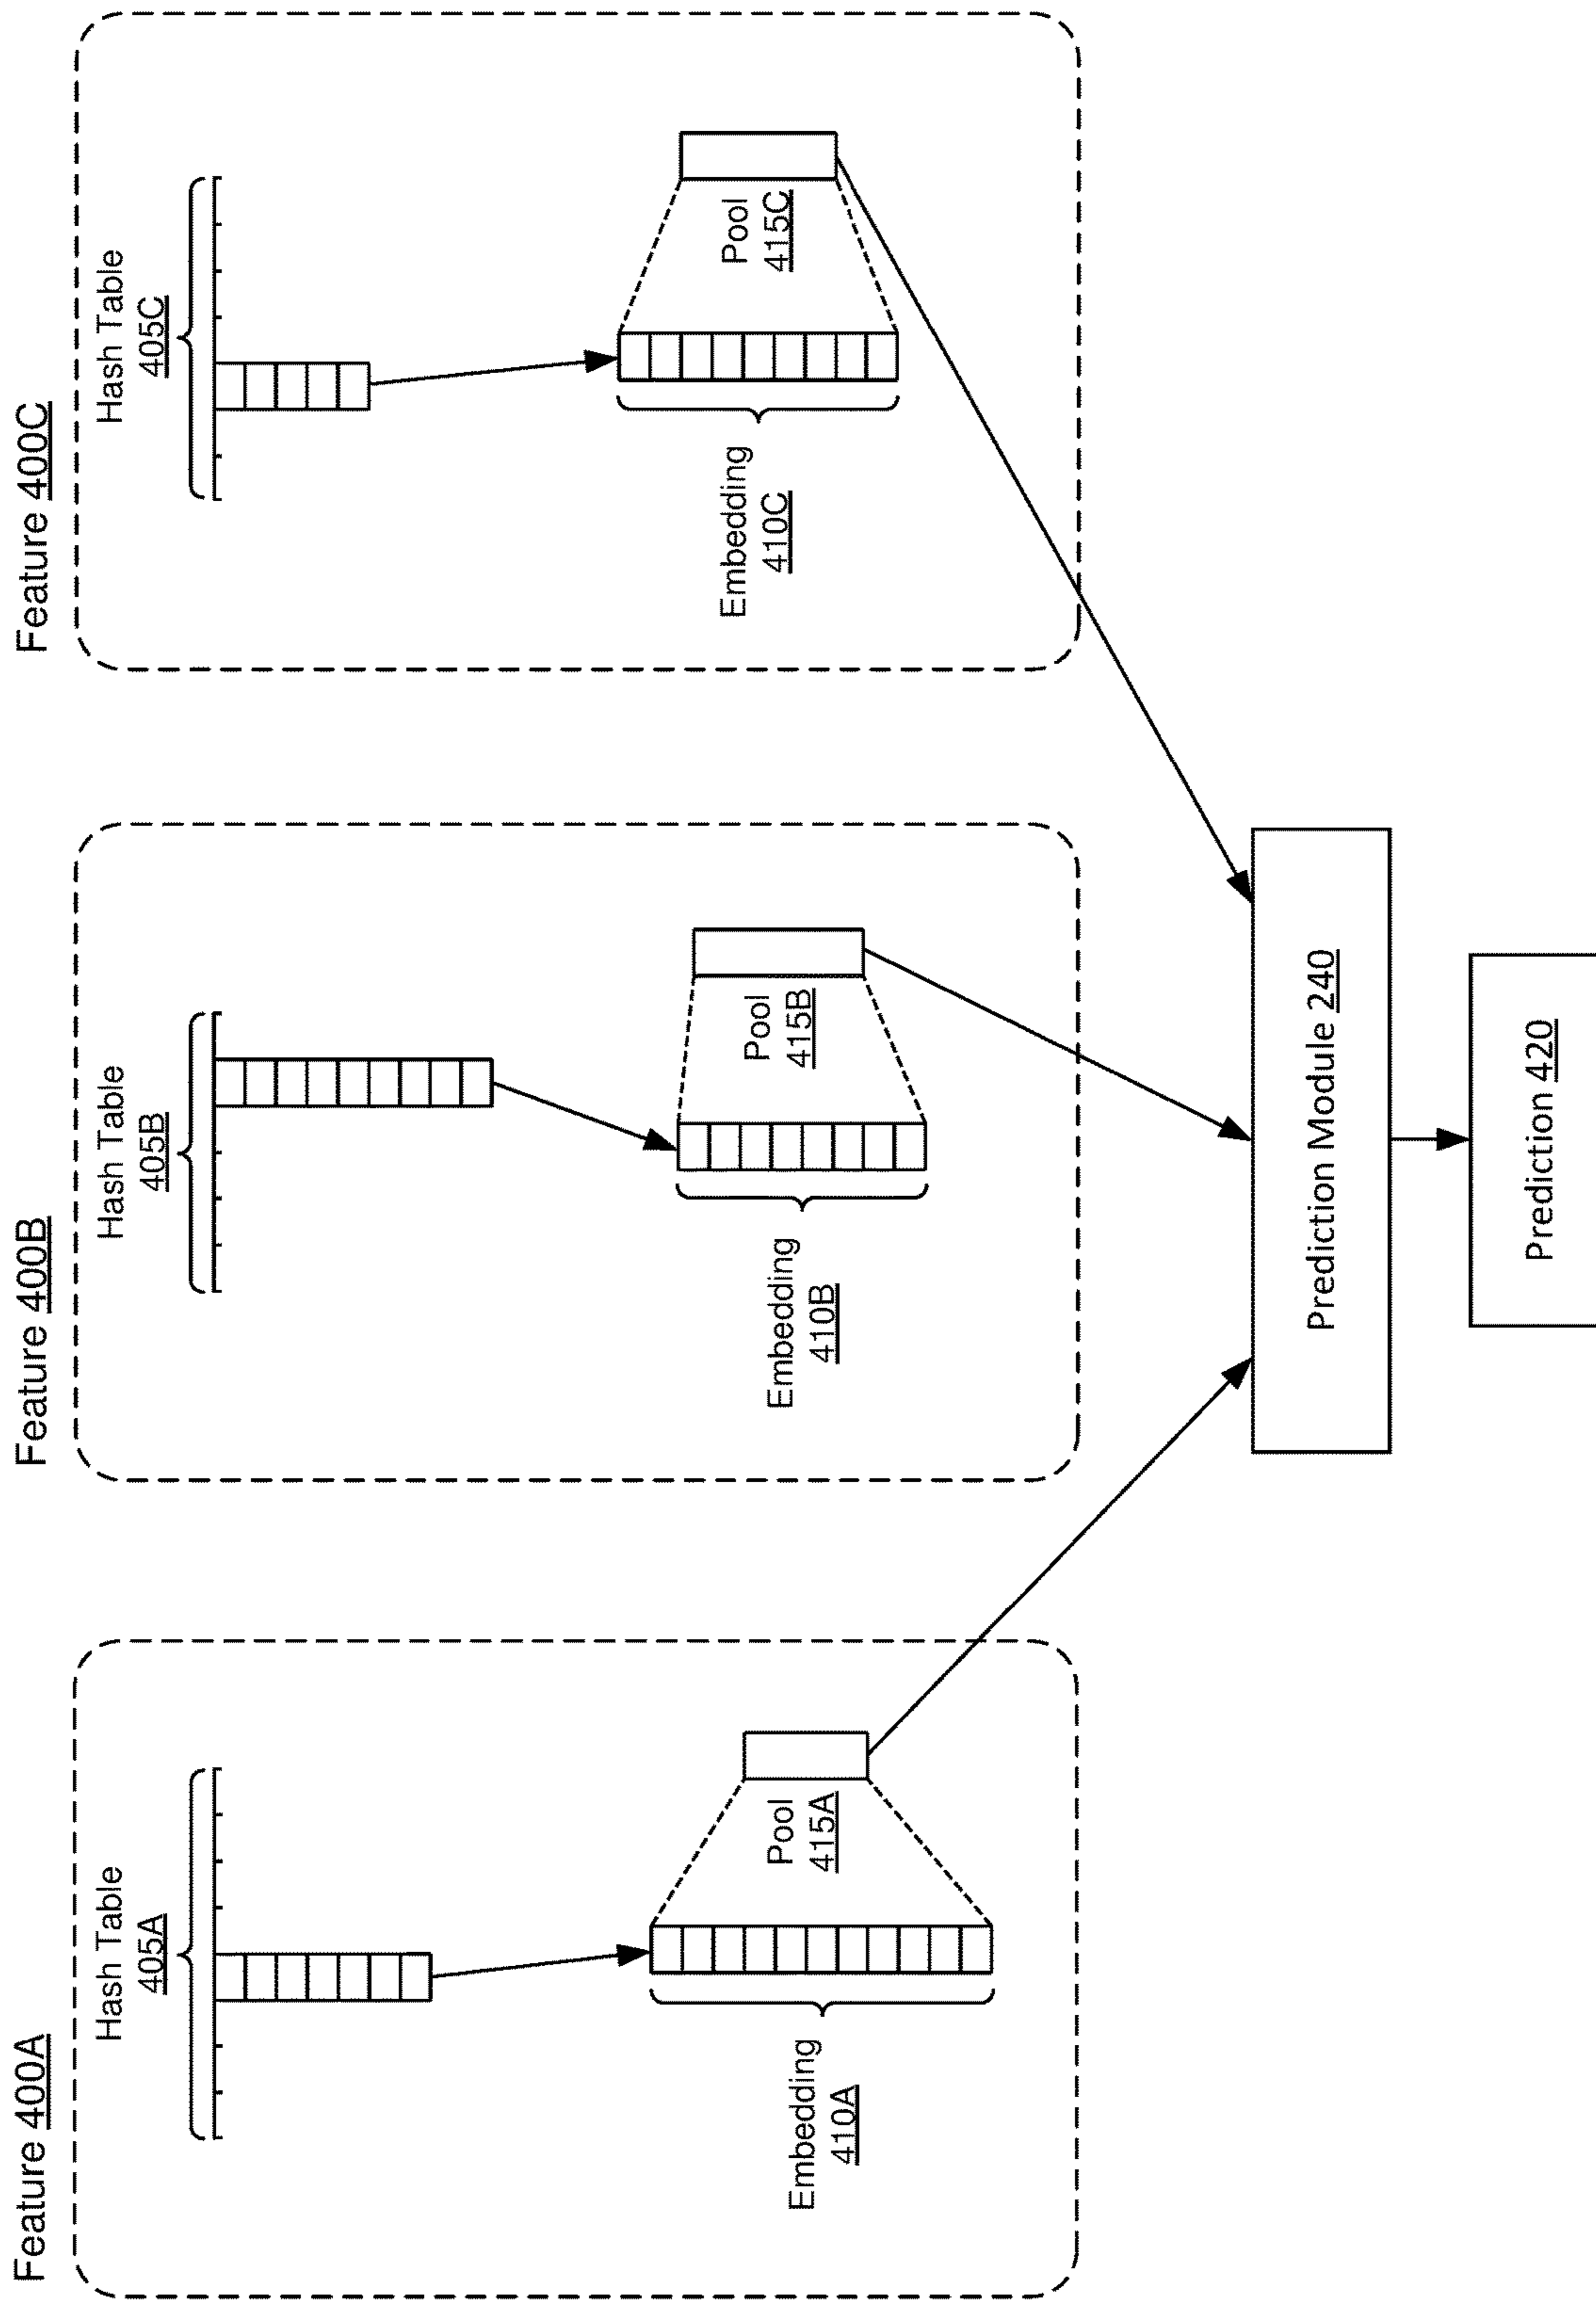 Feature 400A
Hash Table
405A
Embedding
410A
Pool
415A
Feature 400B
Hash Table
405B
Embedding
410B
Pool
415B
Feature 400C
Hash Table
405C
Embedding
410C
Pool
415C
Prediction Module 240
Prediction 420